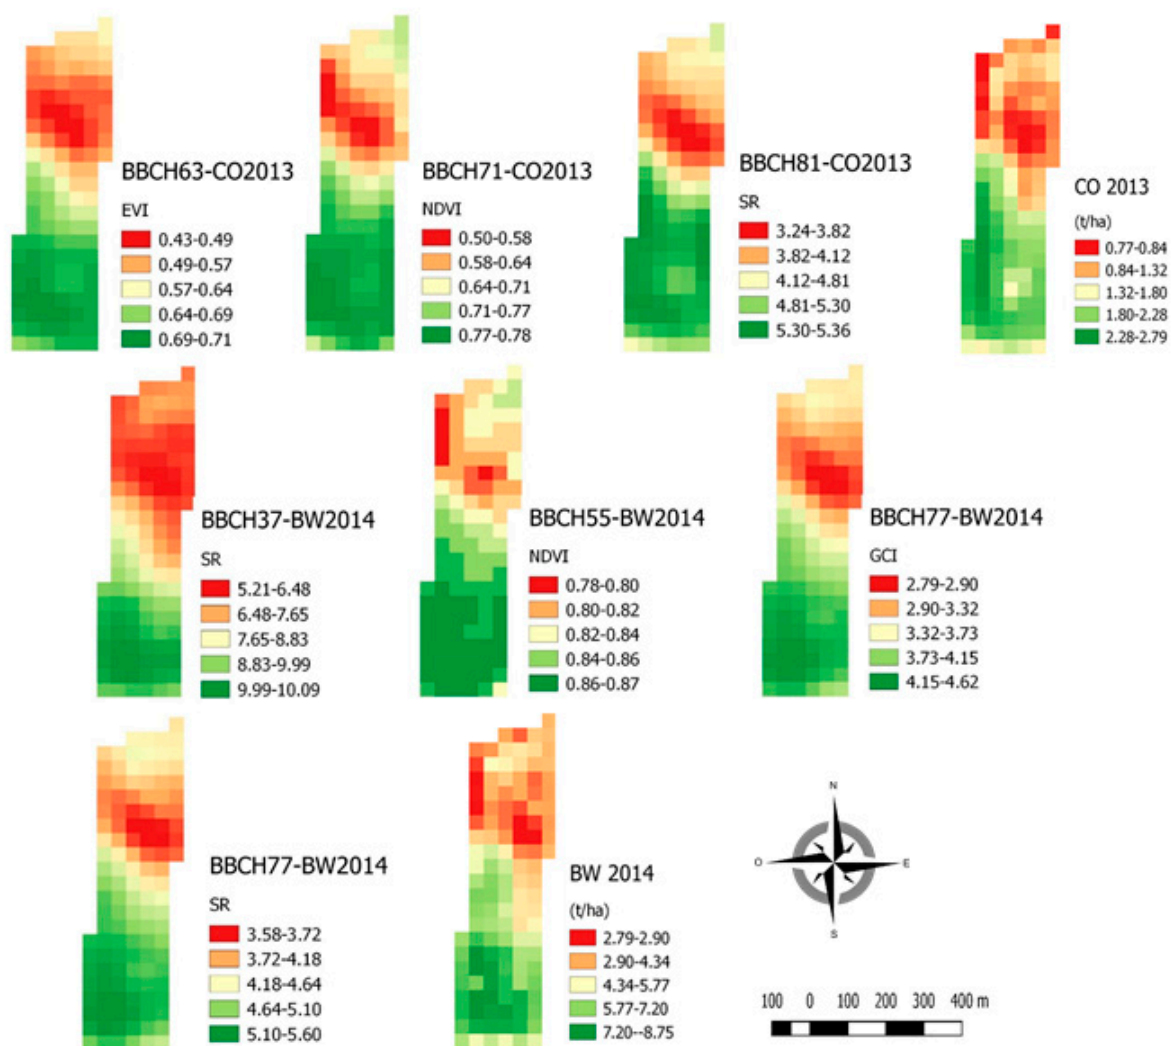 BBCH63-CO2013
EVI
0.43-0.49
0.49-0.57
0.57-0.64
0.64-0.69
0.69-0.71
BBCH71-CO2013
NDVI
0.50-0.58
0.58-0.64
0.64-0.71
0.71-0.77
0.77-0.78
BBCH81-CO2013
SR
3.24-3.82
3.82-4.12
4.12-4.81
4.81-5.30
5.30-5.36
CO 2013
(t/ha)
0.77-0.84
0.84-1.32
1.32-1.80
1.80-2.28
2.28-2.79
BBCH37-BW2014
SR
5.21-6.48
6.48-7.65
7.65-8.83
8.83-9.99
9.99-10.09
BBCH55-BW2014
NDVI
0.78-0.80
0.80-0.82
0.82-0.84
0.84-0.86
0.86-0.87
BBCH77-BW2014
GCI
2.79-2.90
2.90-3.32
3.32-3.73
3.73-4.15
4.15-4.62
BBCH77-BW2014
SR
3.58-3.72
3.72-4.18
4.18-4.64
4.64-5.10
5.10-5.60
BW 2014
(t/ha)
2.79-2.90
2.90-4.34
4.34-5.77
5.77-7.20
7.20--8.75
N
O E
S
100 0 100 200 300 400 m